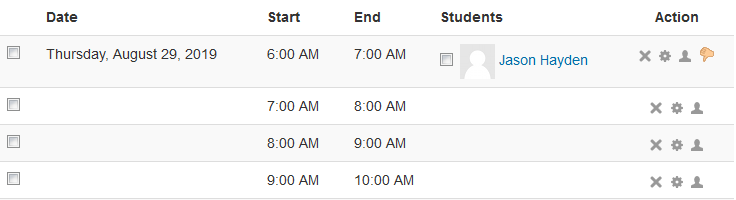 Date Start End Students Action
Thursday, August 29, 2019 6:00 AM 7:00 AM Jason Hayden
7:00 AM 8:00 AM
8:00 AM 9:00 AM
9:00 AM 10:00 AM